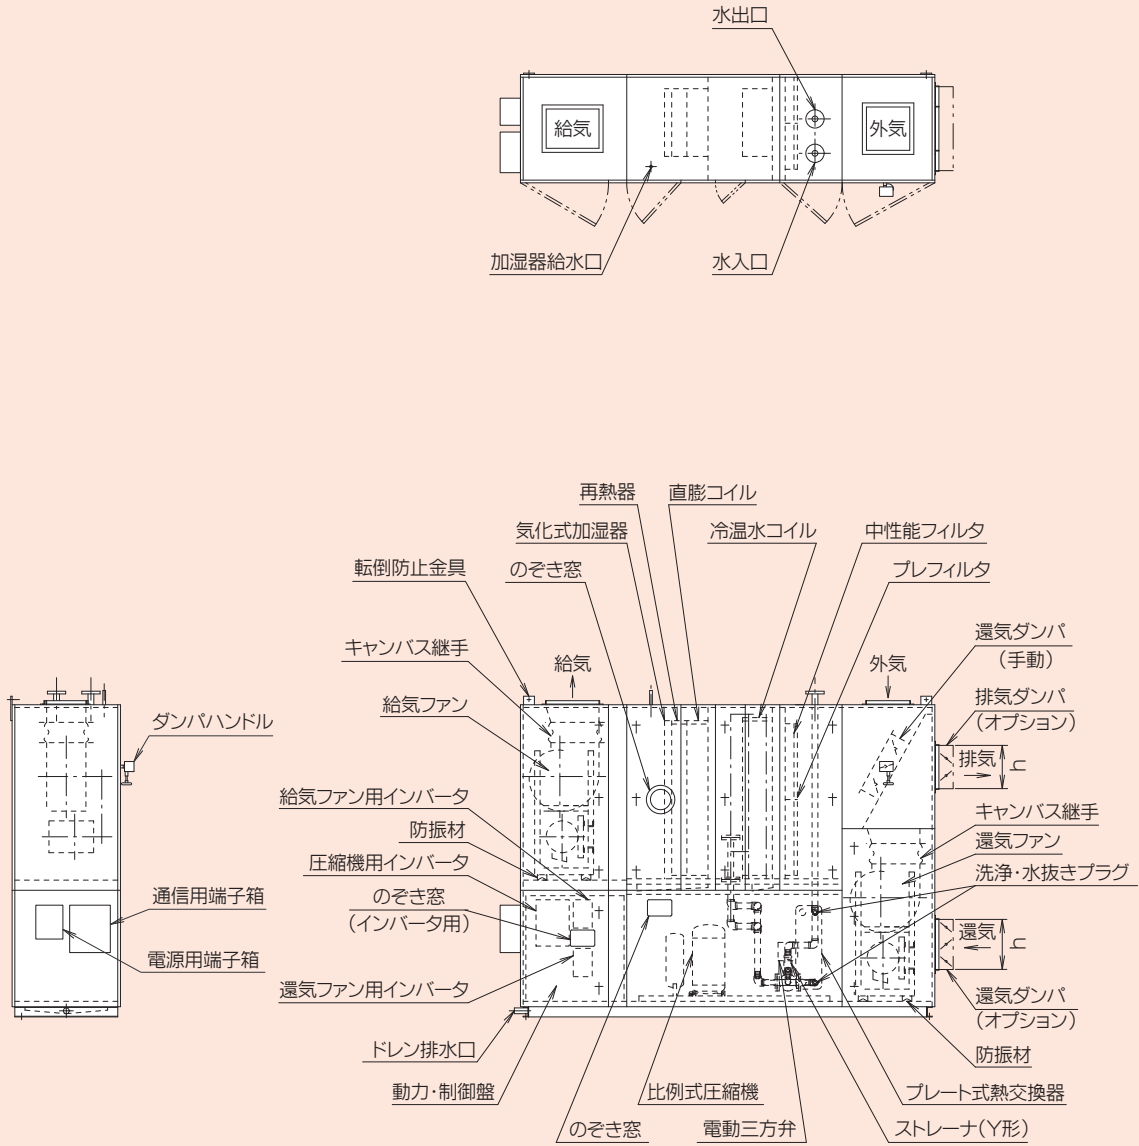 水出口
給気
外気
加湿器給水口
水入口
再熱器
直膨コイル
気化式加湿器
冷温水コイル
中性能フィルタ
転倒防止金具
のぞき窓
プレフィルタ
キャンバス継手
給気
外気
還気ダンパ
(手動)
給気ファン
排気ダンパ
(オプション)
ダンパハンドル
排気
h
給気ファン用インバータ
キャンバス継手
防振材
還気ファン
圧縮機用インバータ
洗浄・水抜きプラグ
通信用端子箱
のぞき窓
(インバータ用)
還気
h
電源用端子箱
還気ファン用インバータ
還気ダンパ
(オプション)
ドレン排水口
防振材
動力・制御盤
比例式圧縮機
プレート式熱交換器
のぞき窓
電動三方弁
ストレーナ(Y形)